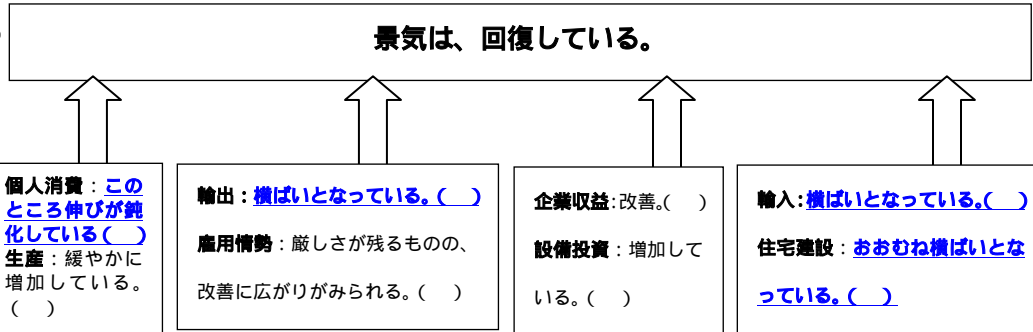 景気は、回復している。
個人消費：この
ところ伸びが鈍
化している(　)
生産：緩やかに
増加している。
(　)
輸出：横ばいとなっている。(　)
雇用情勢：厳しさが残るものの、
改善に広がりがみられる。(　)
企業収益:改善。(　)
設備投資：増加して
いる。(　)
輸入:横ばいとなっている。(　)
住宅建設：おおむね横ばいとな
っている。(　)